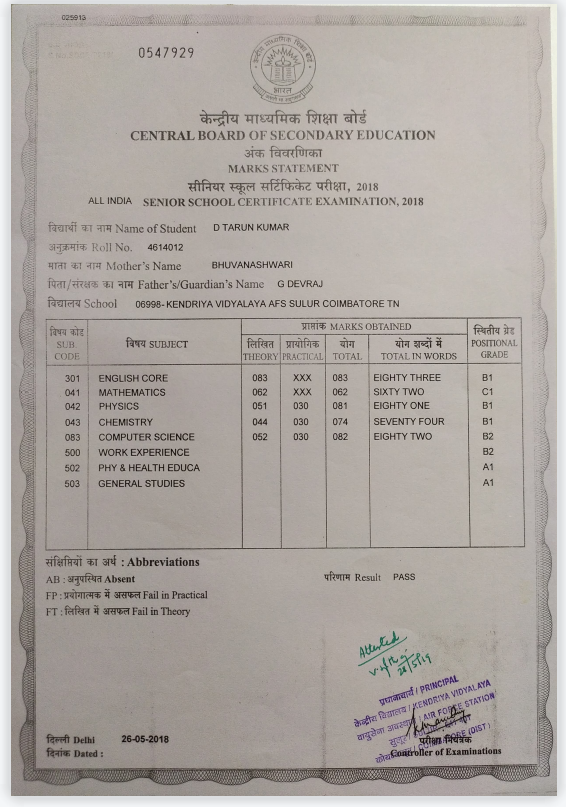 025913
0547929
भारत
केन्द्रीय माध्यमिक शिक्षा बोर्ड
CENTRAL BOARD OF SECONDARY EDUCATION
अंक विवरणिका
MARKS STATEMENT
सीनियर स्कूल सर्टिफिकेट परीक्षा, 2018
ALL INDIA SENIOR SCHOOL CERTIFICATE EXAMINATION, 2018
विद्यार्थी का नाम Name of Student D TARUN KUMAR
अनुक्रमांक Roll No. 4614012
माता का नाम Mother's Name BHUVANASHWARI
पिता/संरक्षक का नाम Father's/Guardian's Name G DEVRAJ
विद्यालय School 06998- KENDRIYA VIDYALAYA AFS SULUR COIMBATORE TN
विषय कोड SUB. CODE विषय SUBJECT प्राप्तांक MARKS OBTAINED स्थितीय ग्रेड POSITIONAL GRADE
लिखित THEORY प्रायोगिक PRACTICAL योग TOTAL योग शब्दों में TOTAL IN WORDS
301 ENGLISH CORE 083 XXX 083 EIGHTY THREE B1
041 MATHEMATICS 062 XXX 062 SIXTY TWO C1
042 PHYSICS 051 030 081 EIGHTY ONE B1
043 CHEMISTRY 044 030 074 SEVENTY FOUR B1
083 COMPUTER SCIENCE 052 030 082 EIGHTY TWO B2
500 WORK EXPERIENCE B2
502 PHY & HEALTH EDUCA A1
503 GENERAL STUDIES A1
संक्षिप्तियों का अर्थ : Abbreviations
AB : अनुपस्थित Absent परिणाम Result PASS
FP : प्रयोगात्मक में असफल Fail in Practical
FT : लिखित में असफल Fail in Theory
Attested
28/5/19
प्रधानाचार्य / PRINCIPAL
केन्द्रीय विद्यालय / KENDRIYA VIDYALAYA
AIR FORCE STATION
COIMBATORE (DIST)
दिल्ली Delhi 26-05-2018 परीक्षा नियंत्रक
दिनांक Dated : Controller of Examinations